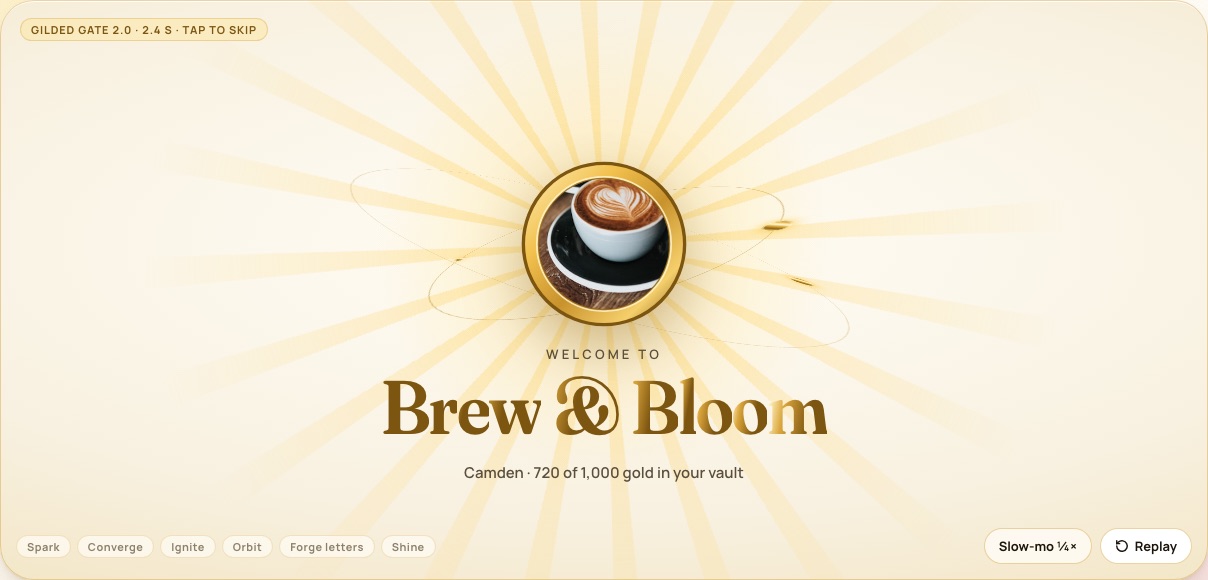 GILDED GATE 2.0 · 2.4 S · TAP TO SKIP
WELCOME TO
Brew & Bloom
Camden · 720 of 1,000 gold in your vault
Spark
Converge
Ignite
Orbit
Forge letters
Shine
Slow-mo ¼×
Replay